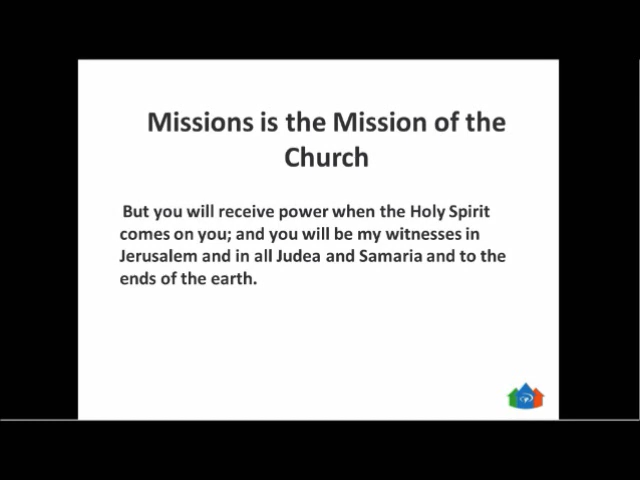 Missions is the Mission of the
Church
But you will receive power when the Holy Spirit
comes on you; and you will be my witnesses in
Jerusalem and in all Judea and Samaria and to the
ends of the earth.